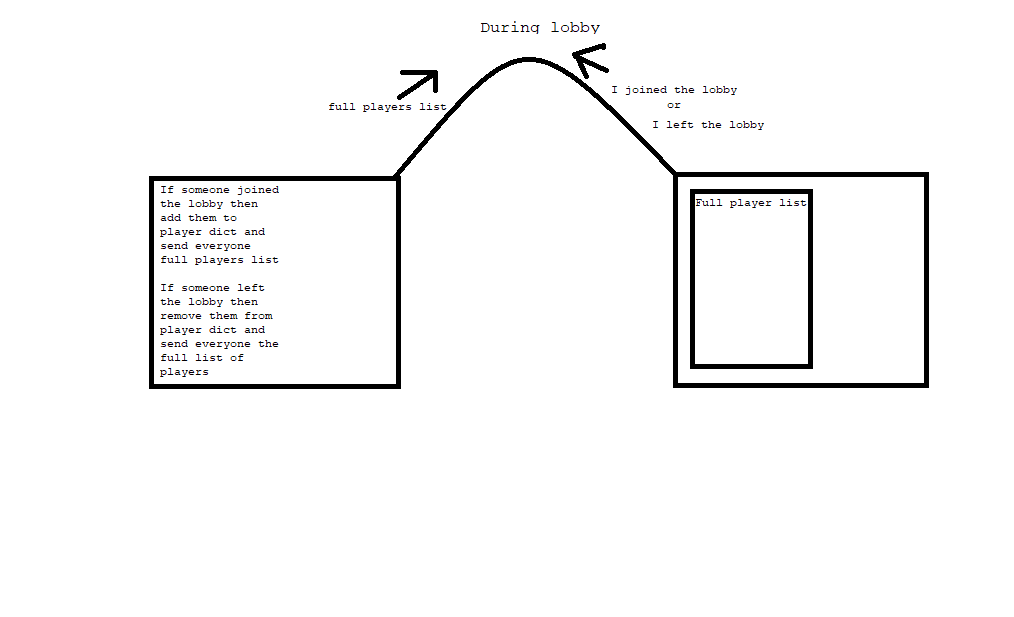 During lobby
full players list
I joined the lobby
or
I left the lobby
If someone joined
the lobby then
add them to
player dict and
send everyone
full players list
If someone left
the lobby then
remove them from
player dict and
send everyone the
full list of
players
Full player list